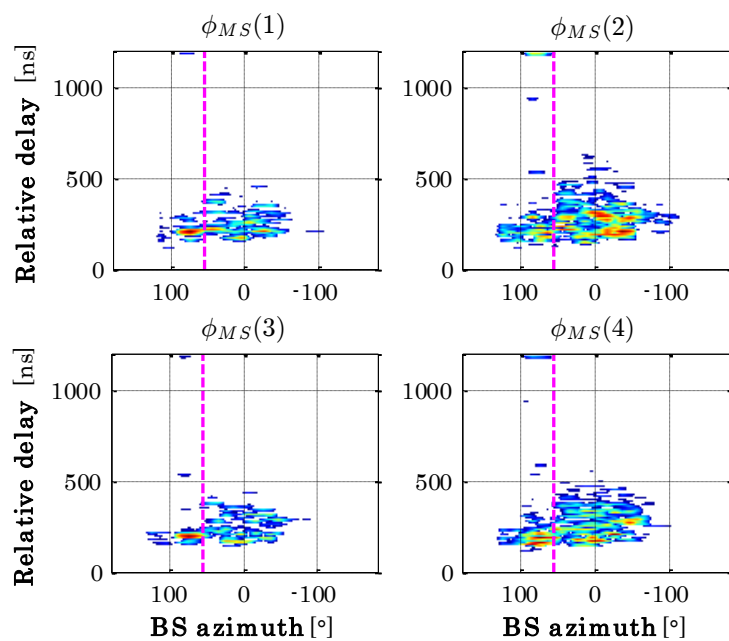 ϕ_MS(1) ϕ_MS(2)
Relative delay [ns]
1000 1000
500 500
0 0
100 0 -100 100 0 -100
ϕ_MS(3) ϕ_MS(4)
Relative delay [ns]
1000 1000
500 500
0 0
100 0 -100 100 0 -100
BS azimuth [°] BS azimuth [°]